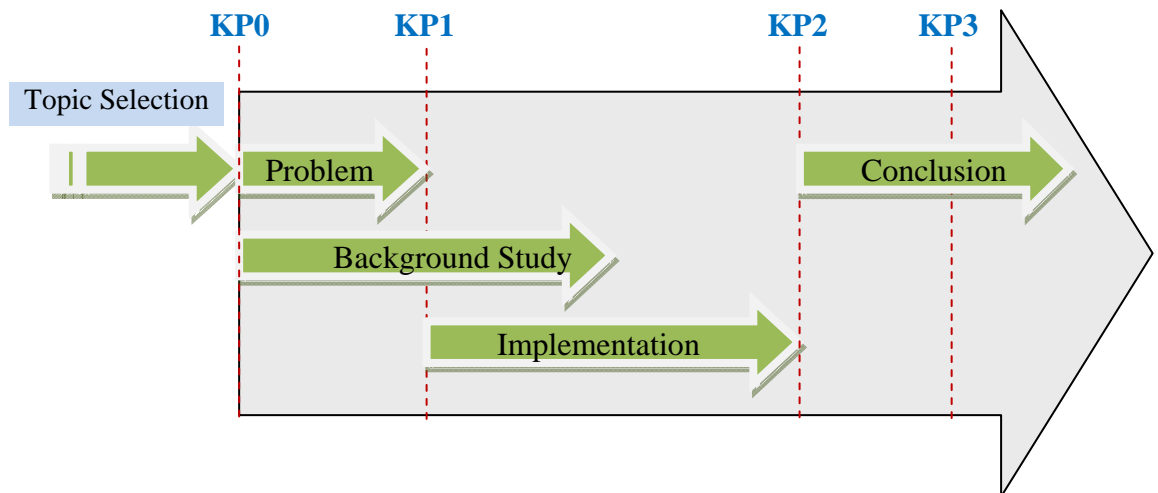 KP0 KP1 KP2 KP3
Topic Selection
Problem
Conclusion
Background Study
Implementation